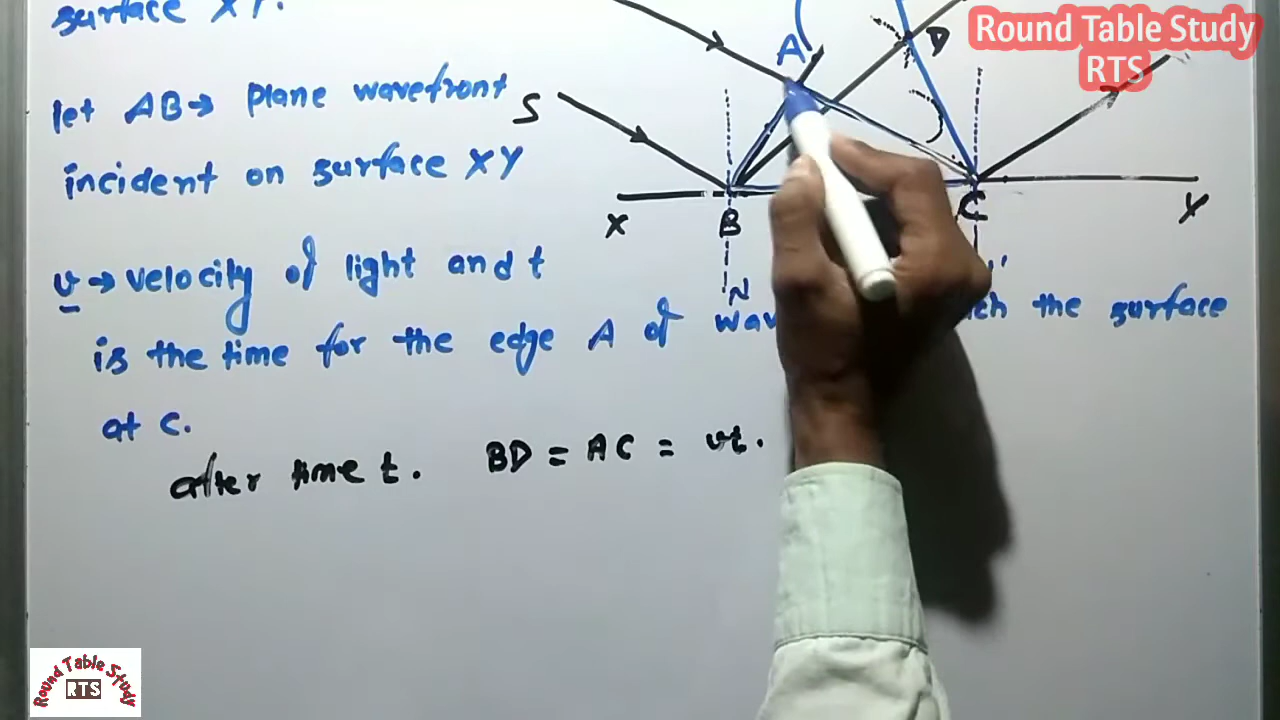 surface XY.
let AB→ plane wavefront
incident on surface XY
v→ velocity of light and t
is the time for the edge A of the surface
at C.
after time t. BD = AC = vt.
A
D
S
X
B
C
Y
N
Round Table Study
RTS
Round Table Study
RTS